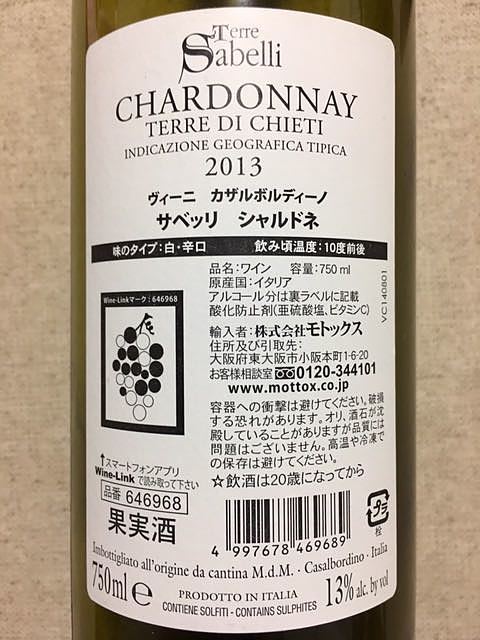 Terre
Sabelli
CHARDONNAY
TERRE DI CHIETI
INDICAZIONE GEOGRAFICA TIPICA
2013
ヴィーニ カザルボルディーノ
サベッリ シャルドネ
味のタイプ：白・辛口 飲み頃温度：10度前後
Wine-Linkマーク：646968
品名：ワイン 容量：750 ml
原産国：イタリア
アルコール分は裏ラベルに記載
酸化防止剤(亜硫酸塩、ビタミンC)
VC140801
輸入者：株式会社モトックス
住所及び引取先：
大阪府東大阪市小阪本町1-6-20
お客様相談室 0120-344101
www.mottox.co.jp
容器への衝撃は避けてください。破損
する恐れがあります。オリ、酒石が沈
殿していることがありますが品質には
問題はございません。高温や冷凍で
の保存は避けてください。
☆飲酒は20歳になってから
↑スマートフォンアプリ
Wine-Link で読み取って下さい
品番 646968
果実酒
4 997678 469689
栓
Imbottigliato all'origine da cantina M.d.M. · Casalbordino · Italia
750ml e
PRODOTTO IN ITALIA
13% alc. by vol
CONTIENE SOLFITI - CONTAINS SULPHITES